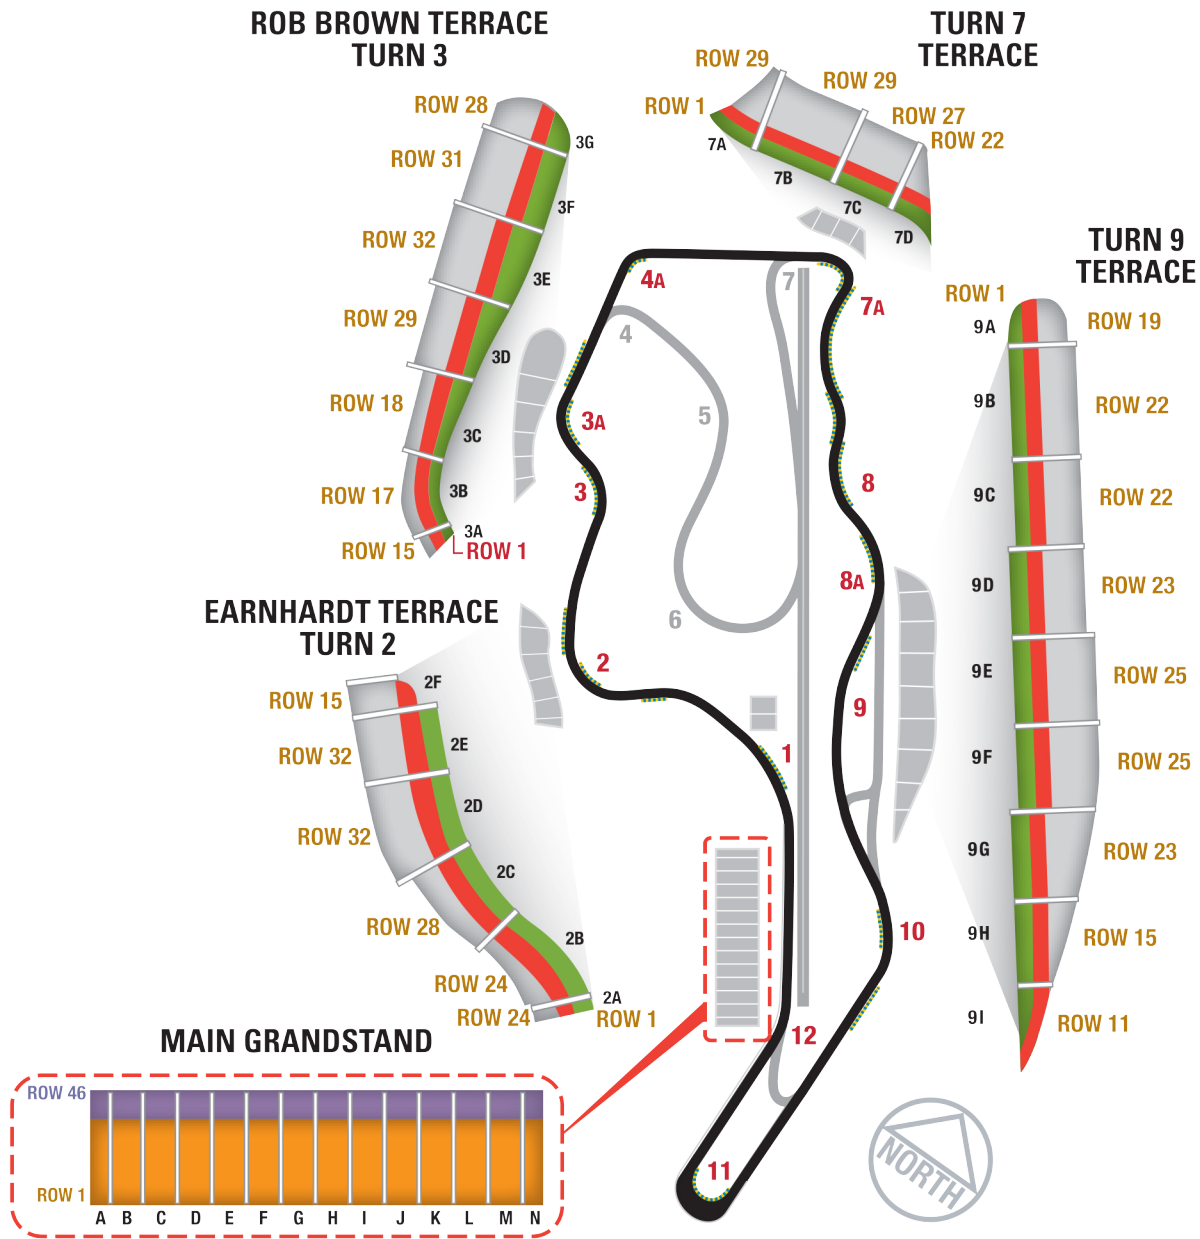 ROB BROWN TERRACE
TURN 3
ROW 28
3G
ROW 31
3F
ROW 32
3E
ROW 29
3D
ROW 18
3C
ROW 17
3B
3A
ROW 15
ROW 1
TURN 7
TERRACE
ROW 29
ROW 29
ROW 1
ROW 27
ROW 22
7A
7B
7C
7D
TURN 9
TERRACE
ROW 1
9A
ROW 19
9B
ROW 22
9C
ROW 22
9D
ROW 23
9E
ROW 25
9F
ROW 25
9G
ROW 23
9H
ROW 15
9I
ROW 11
4A
7
7A
4
5
3A
3
8
8A
6
2
9
1
10
12
11
EARNHARDT TERRACE
TURN 2
2F
ROW 15
2E
ROW 32
2D
ROW 32
2C
ROW 28
2B
ROW 24
2A
ROW 24
ROW 1
MAIN GRANDSTAND
ROW 46
ROW 1
A B C D E F G H I J K L M N
NORTH